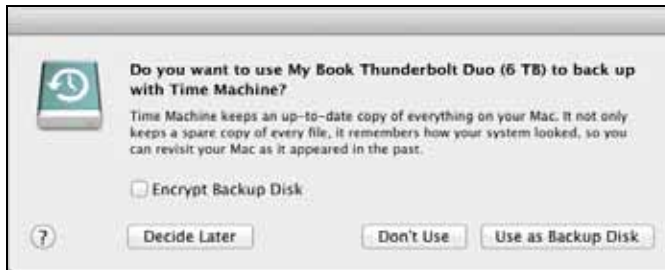 Do you want to use My Book Thunderbolt Duo (6 TB) to back up
with Time Machine?
Time Machine keeps an up-to-date copy of everything on your Mac. It not only
keeps a spare copy of every file, it remembers how your system looked, so you
can revisit your Mac as it appeared in the past.
Encrypt Backup Disk
? Decide Later Don't Use Use as Backup Disk